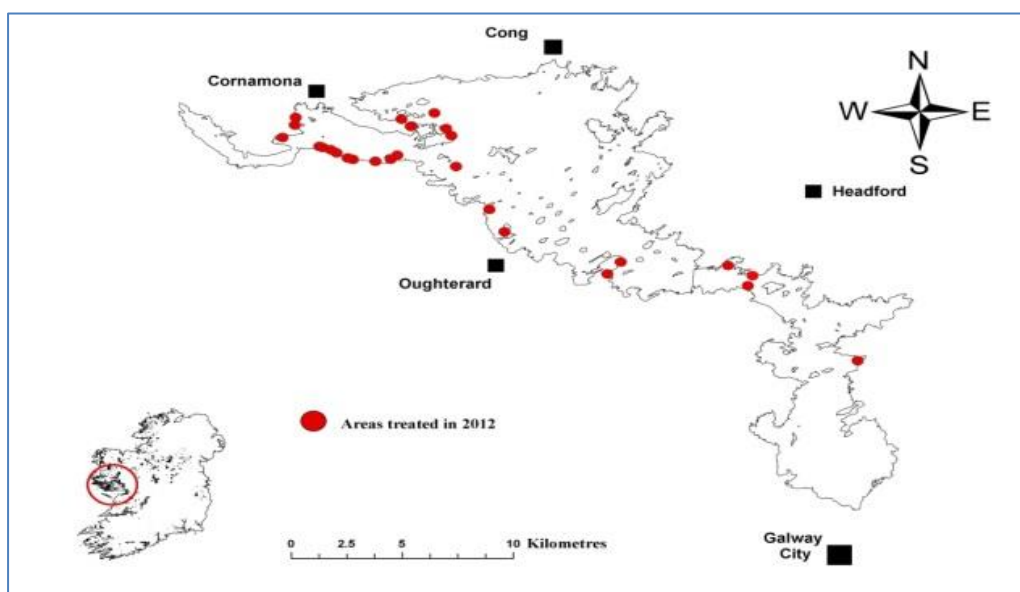 Cong
Cornamona
N
W
E
S
Headford
Oughterard
Areas treated in 2012
0
2.5
5
10
Kilometres
Galway
City